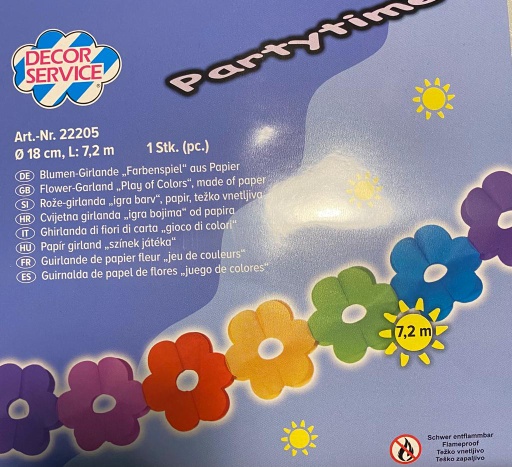 Partytime
DECOR
SERVICE
Art.-Nr. 22205
Ø 18 cm, L: 7,2 m 1 Stk. (pc.)
DE Blumen-Girlande „Farbenspiel“ aus Papier
GB Flower-Garland „Play of Colors“, made of paper
SI Rože-girlanda „igra barv“, papir, težko vnetljiva
HR Cvijetna girlanda „igra bojima“ od papira
IT Ghirlanda di fiori di carta „gioco di colori“
HU Papír girland „színek játéka“
FR Guirlande de papier fleur „jeu de couleurs“
ES Guirnalda de papel de flores „juego de colores“
7,2 m
Schwer entflammbar
Flameproof
Težko vnetljivo
Teško zapaljivo